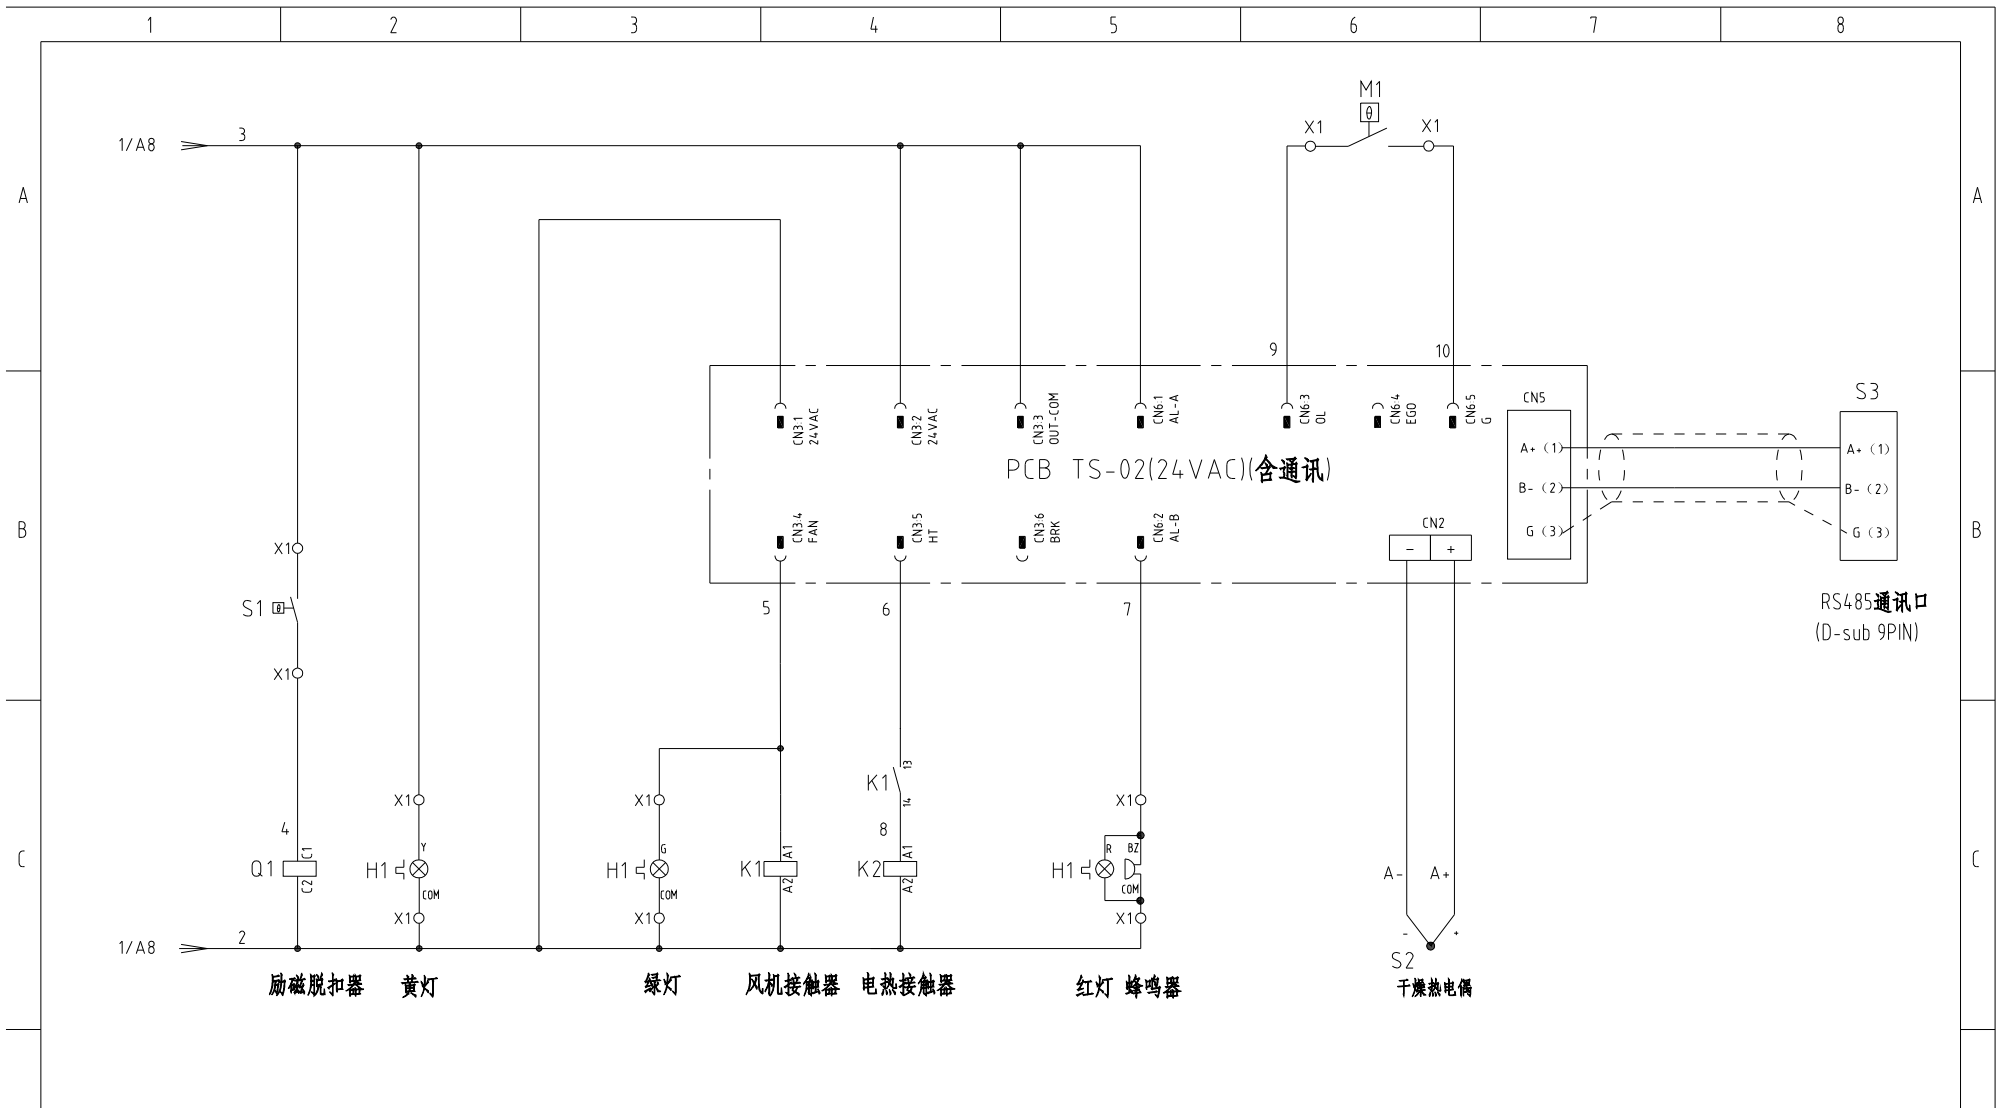 1 2 3 4 5 6 7 8
M1
θ
X1 X1
1/A8 3
A A
9 10
CN3:1 24VAC
CN3:2 24VAC
CN3:3 OUT-COM
CN6:1 AL-A
CN6:3 OL
CN6:4 EGO
CN6:5 G
CN5
S3
A+ (1) A+ (1)
PCB TS-02(24VAC)(含通讯)
B- (2) B- (2)
CN3:4 FAN
CN3:5 HT
CN3:6 BRK
CN6:2 AL-B
CN2
- +
G (3) G (3)
B B
X1
S1 θ
5 6 7
RS485通讯口
(D-sub 9PIN)
X1
K1 13 14
X1 X1 X1
4 8
C C
Q1 C1 C2
H1 Y COM
H1 G COM
K1 A1 A2
K2 A1 A2
H1 R BZ COM
A- A+
X1 X1 X1
- +
1/A8 2
S2
励磁脱扣器 黄灯 绿灯 风机接触器 电热接触器 红灯 蜂鸣器 干燥热电偶